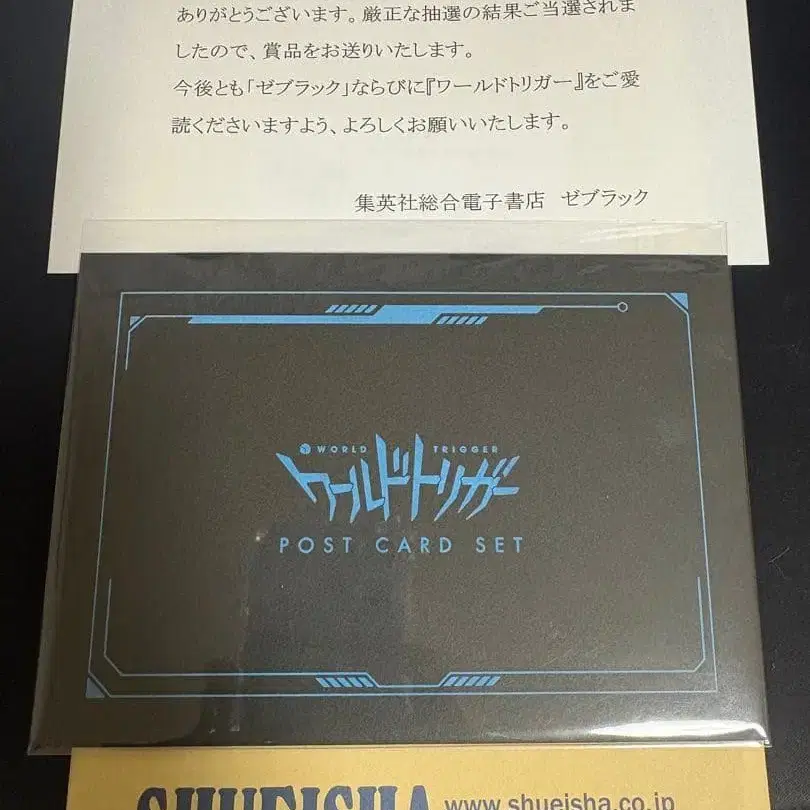 ありがとうございます。厳正な抽選の結果ご当選されま
したので、賞品をお送りいたします。
今後とも「ゼブラック」ならびに『ワールドトリガー』をご愛
読くださいますよう、よろしくお願いいたします。
集英社総合電子書店 ゼブラック
WORLD TRIGGER
ワールドトリガー
POST CARD SET
SHUEISHA www.shueisha.co.jp